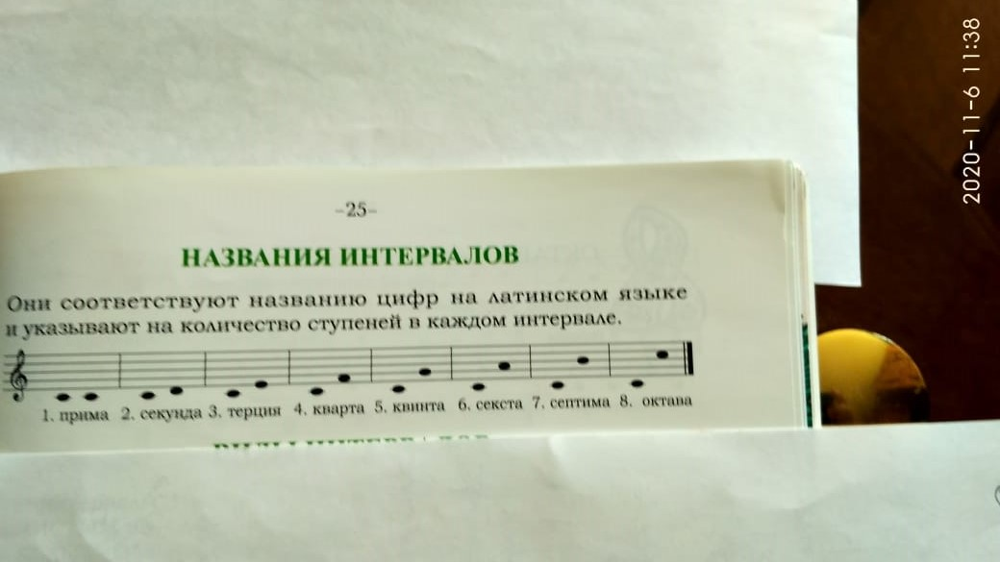 2020-11-6 11:38
-25-
НАЗВАНИЯ ИНТЕРВАЛОВ
Они соответствуют названию цифр на латинском языке
и указывают на количество ступеней в каждом интервале.
1. прима 2. секунда 3. терция 4. кварта 5. квинта 6. секста 7. септима 8. октава